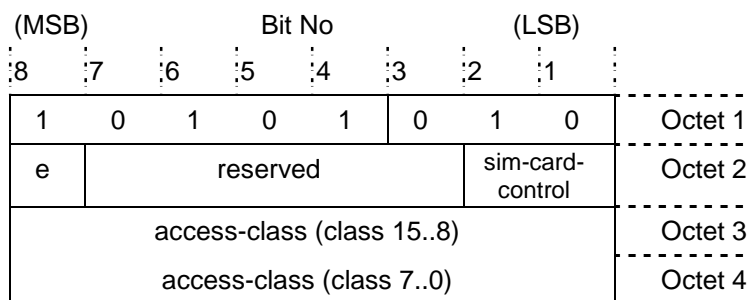 (MSB) Bit No (LSB)
8 7 6 5 4 3 2 1
1 0 1 0 1 0 1 0 Octet 1
e reserved sim-card-control Octet 2
access-class (class 15..8) Octet 3
access-class (class 7..0) Octet 4